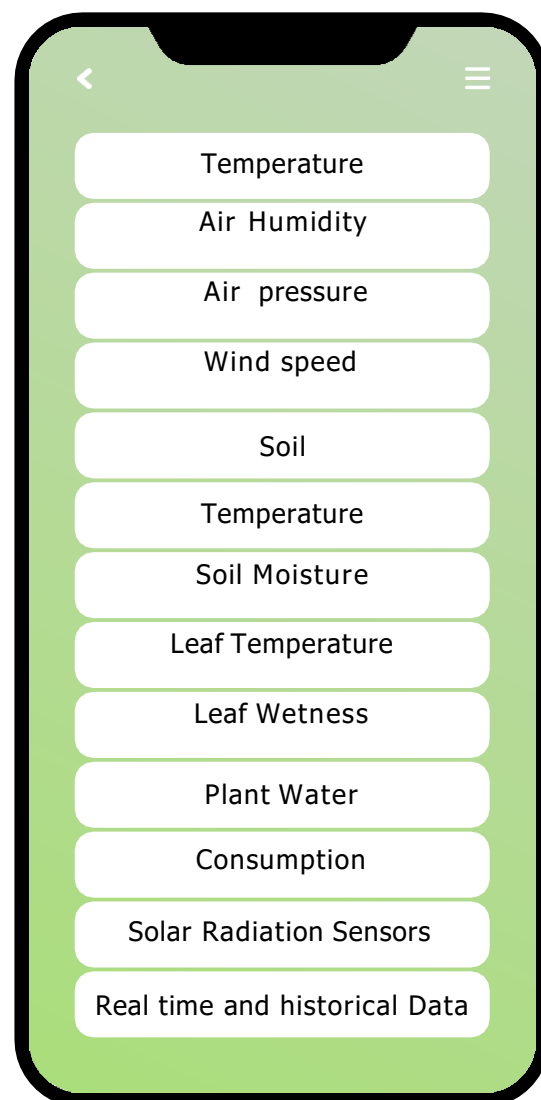 Temperature
Air Humidity
Air pressure
Wind speed
Soil
Temperature
Soil Moisture
Leaf Temperature
Leaf Wetness
Plant Water
Consumption
Solar Radiation Sensors
Real time and historical Data